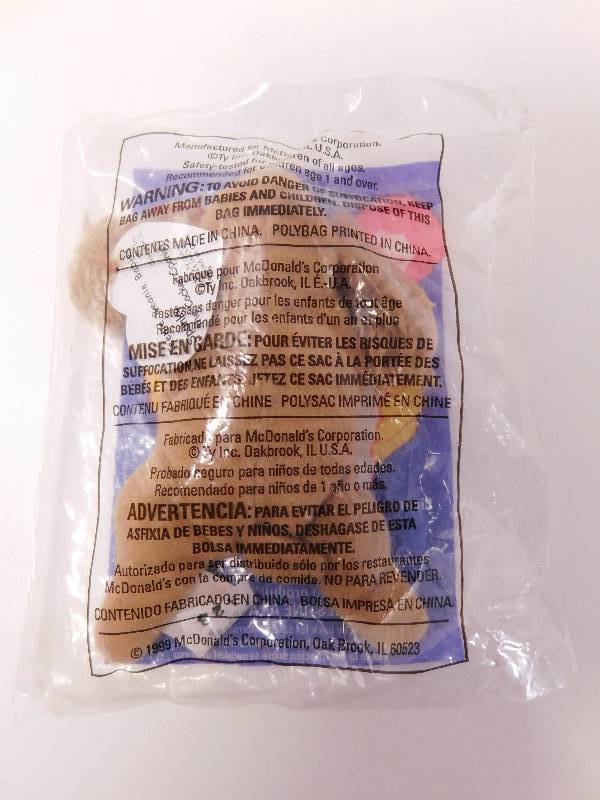 Manufactured for McDonald's Corporation.
©Ty Inc. Oakbrook, IL U.S.A.
Safety-tested for children of all ages.
Recommended for children age 1 and over.
WARNING: TO AVOID DANGER OF SUFFOCATION, KEEP
BAG AWAY FROM BABIES AND CHILDREN. DISPOSE OF THIS
BAG IMMEDIATELY.
CONTENTS MADE IN CHINA. POLYBAG PRINTED IN CHINA.
Fabriqué pour McDonald's Corporation
©Ty Inc. Oakbrook, IL É.-U.A.
Testé sans danger pour les enfants de tout âge
Recommandé pour les enfants d'un an et plus
MISE EN GARDE: POUR ÉVITER LES RISQUES DE
SUFFOCATION, NE LAISSEZ PAS CE SAC À LA PORTÉE DES
BÉBÉS ET DES ENFANTS. JETEZ CE SAC IMMÉDIATEMENT.
CONTENU FABRIQUÉ EN CHINE POLYSAC IMPRIMÉ EN CHINE
Fabricado para McDonald's Corporation.
©Ty Inc. Oakbrook, IL U.S.A.
Probado seguro para niños de todas edades.
Recomendado para niños de 1 año o mas.
ADVERTENCIA: PARA EVITAR EL PELIGRO DE
ASFIXIA DE BEBES Y NIÑOS, DESHAGASE DE ESTA
BOLSA IMMEDIATAMENTE.
Autorizado para ser distribuido sólo por los restaurantes
McDonald's con la compra de comida. NO PARA REVENDER.
CONTENIDO FABRICADO EN CHINA. BOLSA IMPRESA EN CHINA.
© 1999 McDonald's Corporation, Oak Brook, IL 60523